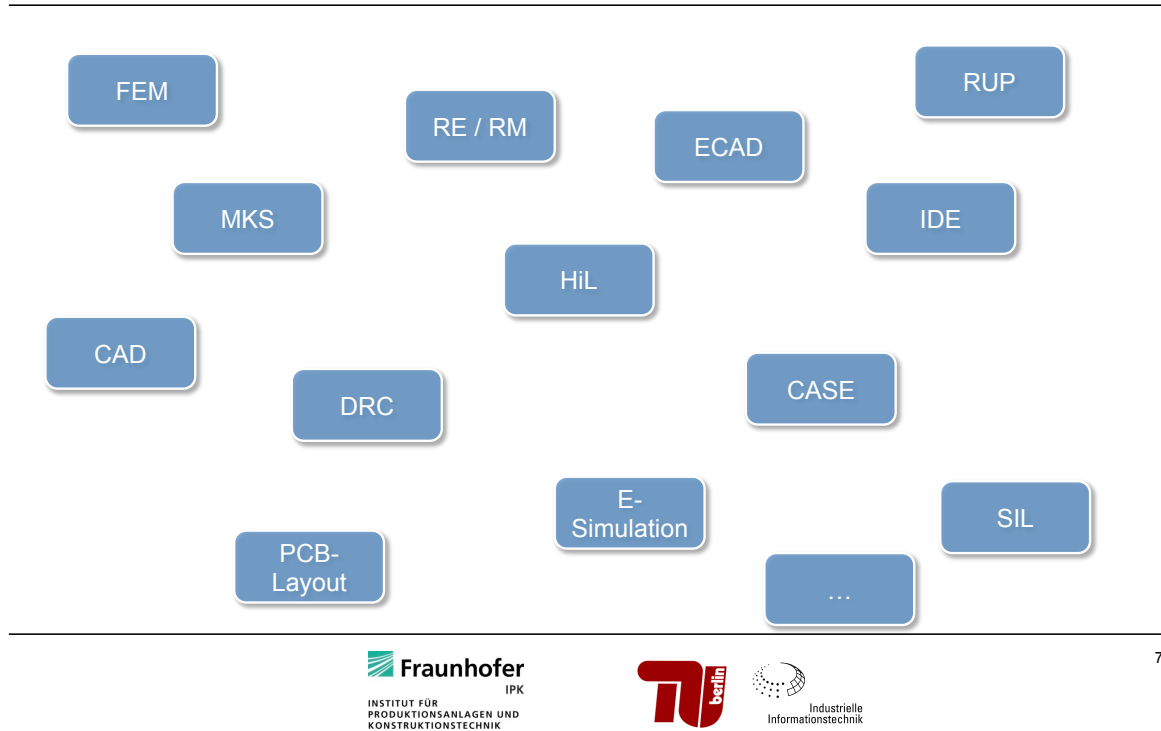 FEM
RUP
RE / RM
ECAD
MKS
IDE
HiL
CAD
CASE
DRC
E-
Simulation
SIL
PCB-
Layout
…
7
Fraunhofer
IPK
INSTITUT FÜR
PRODUKTIONSANLAGEN UND
KONSTRUKTIONSTECHNIK
berlin
Industrielle
Informationstechnik